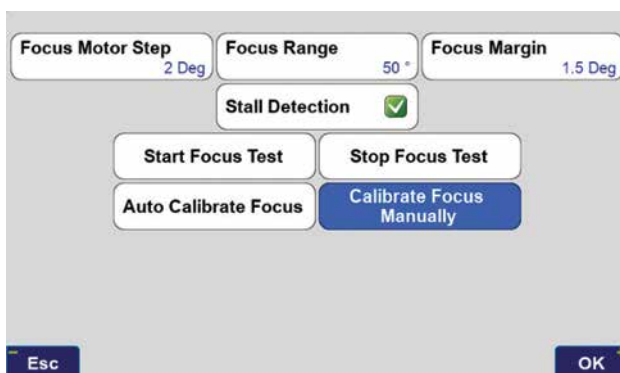 Focus Motor Step
2 Deg
Focus Range
50 °
Focus Margin
1.5 Deg
Stall Detection
Start Focus Test
Stop Focus Test
Auto Calibrate Focus
Calibrate Focus
Manually
Esc
OK